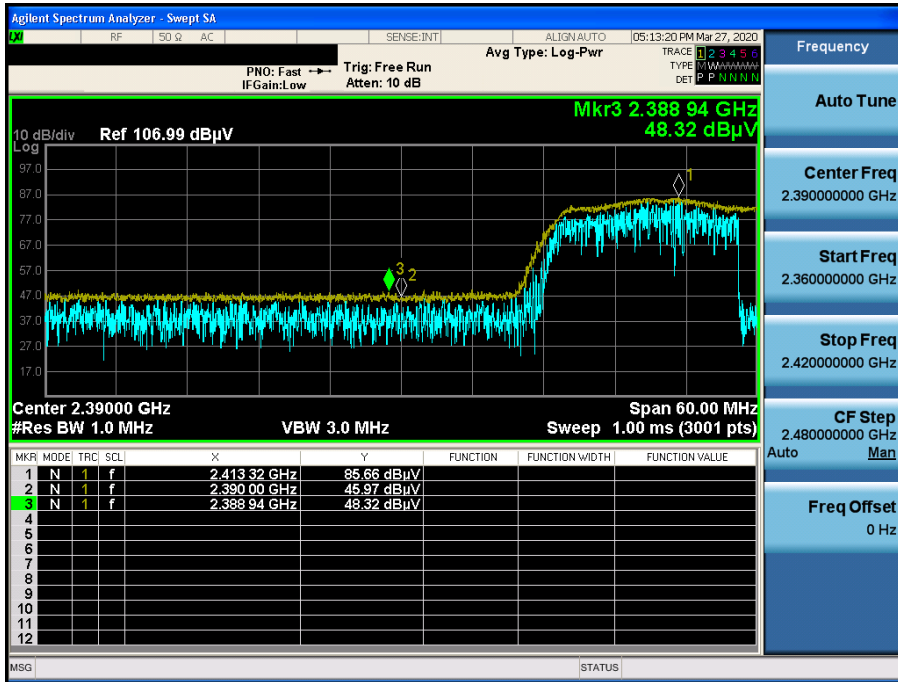 Agilent Spectrum Analyzer - Swept SA
LXI RF 50 Ω AC SENSE:INT ALIGN AUTO 05:13:20 PM Mar 27, 2020
PNO: Fast
IFGain:Low
Trig: Free Run
Atten: 10 dB
Avg Type: Log-Pwr
TRACE 1 2 3 4 5 6
TYPE M W
DET P P N N N N
Mkr3 2.388 94 GHz
48.32 dBµV
10 dB/div Ref 106.99 dBµV
Log
97.0
87.0
77.0
67.0
57.0
47.0
37.0
27.0
17.0
1
3
2
Center 2.39000 GHz Span 60.00 MHz
#Res BW 1.0 MHz VBW 3.0 MHz Sweep 1.00 ms (3001 pts)
MKR MODE TRC SCL X Y FUNCTION FUNCTION WIDTH FUNCTION VALUE
1 N 1 f 2.413 32 GHz 85.66 dBµV
2 N 1 f 2.390 00 GHz 45.97 dBµV
3 N 1 f 2.388 94 GHz 48.32 dBµV
4
5
6
7
8
9
10
11
12
MSG STATUS
Frequency
Auto Tune
Center Freq
2.390000000 GHz
Start Freq
2.360000000 GHz
Stop Freq
2.420000000 GHz
CF Step
2.480000000 GHz
Auto Man
Freq Offset
0 Hz